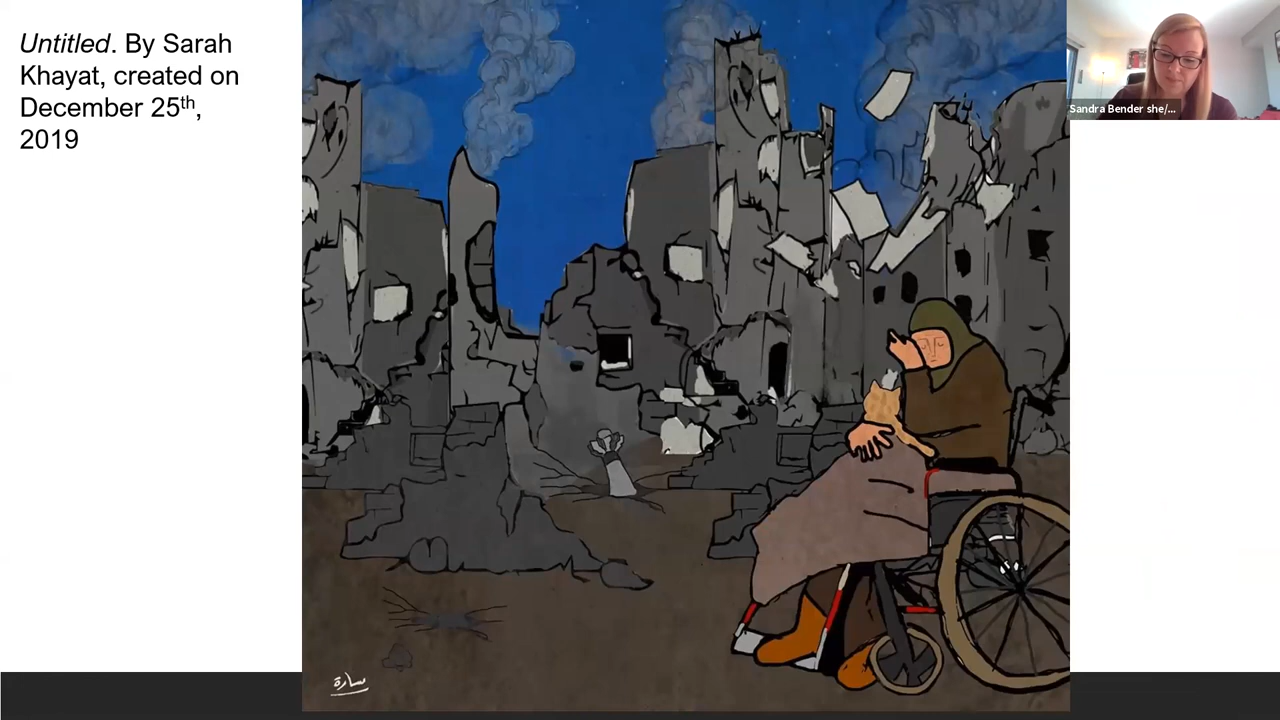 Untitled. By Sarah
Khayat, created on
December 25th,
2019
Sandra Bender she/...
سارة